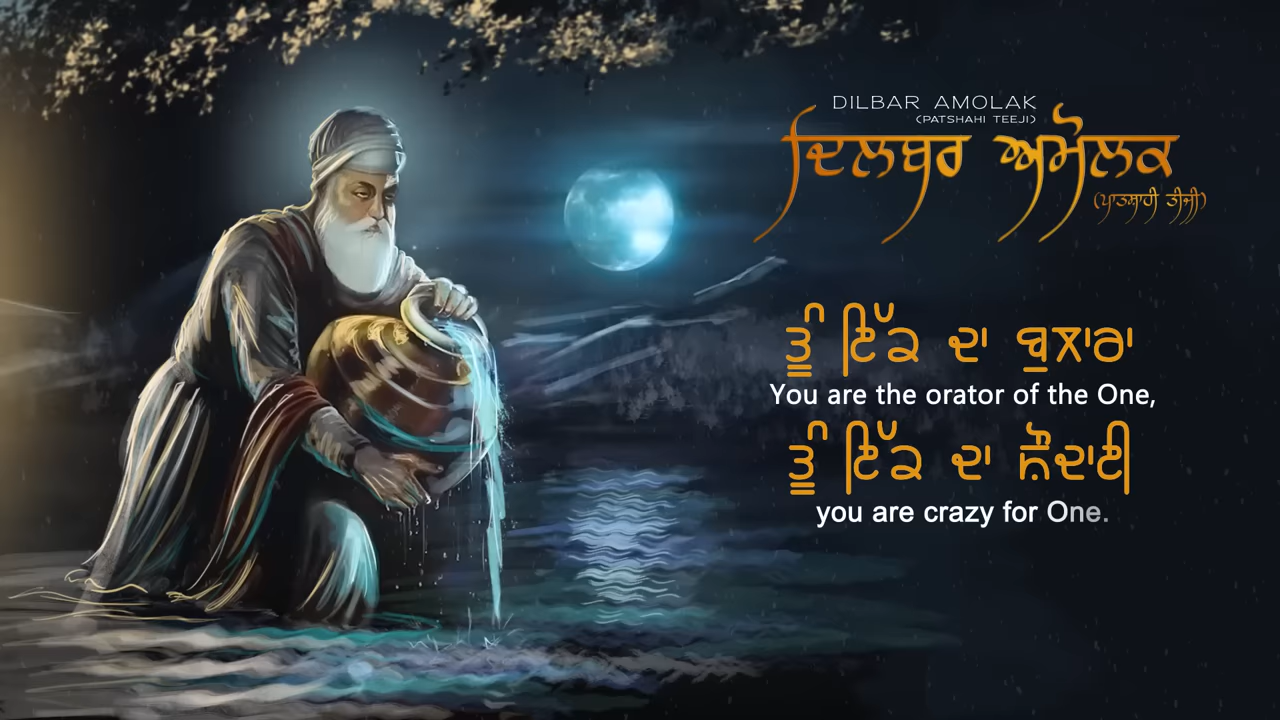 DILBAR AMOLAK
(PATSHAHI TEEJI)
ਦਿਲਬਰ ਅਮੋਲਕ
(ਪਾਤਸ਼ਾਹੀ ਤੀਜੀ)
ਤੂੰ ਇੱਕ ਦਾ ਬੁਲਾਰਾ
You are the orator of the One,
ਤੂੰ ਇੱਕ ਦਾ ਸ਼ੌਦਾਈ
you are crazy for One.